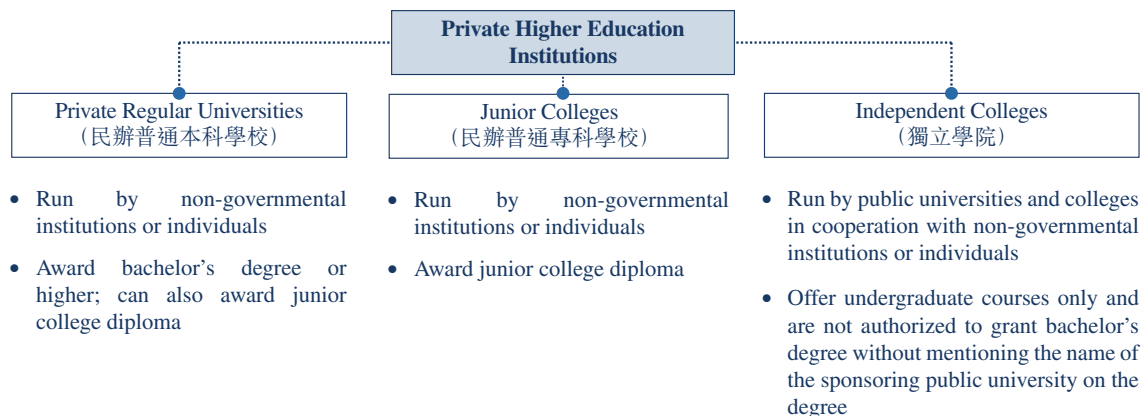 Private Higher Education
Institutions
Private Regular Universities
（民辦普通本科學校）
Junior Colleges
（民辦普通專科學校）
Independent Colleges
（獨立學院）
• Run by non-governmental
institutions or individuals
• Award bachelor's degree or
higher; can also award junior
college diploma
• Run by non-governmental
institutions or individuals
• Award junior college diploma
• Run by public universities and colleges
in cooperation with non-governmental
institutions or individuals
• Offer undergraduate courses only and
are not authorized to grant bachelor's
degree without mentioning the name of
the sponsoring public university on the
degree